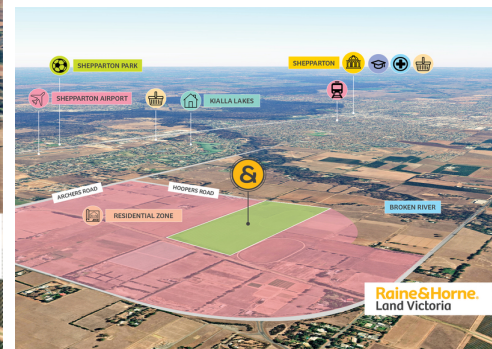 SHEPPARTON PARK
SHEPPARTON
SHEPPARTON AIRPORT
KIALLA LAKES
&
ARCHERS ROAD
HOOPERS ROAD
RESIDENTIAL ZONE
BROKEN RIVER
Raine&Horne.
Land Victoria